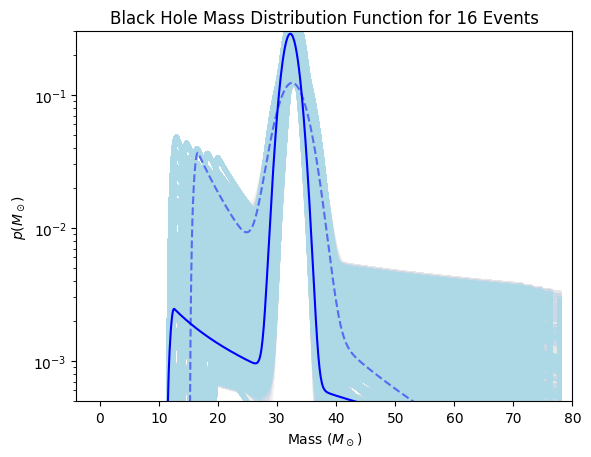 Black Hole Mass Distribution Function for 16 Events
p(M⊙)
10⁻¹
10⁻²
10⁻³
0 10 20 30 40 50 60 70 80
Mass (M⊙)